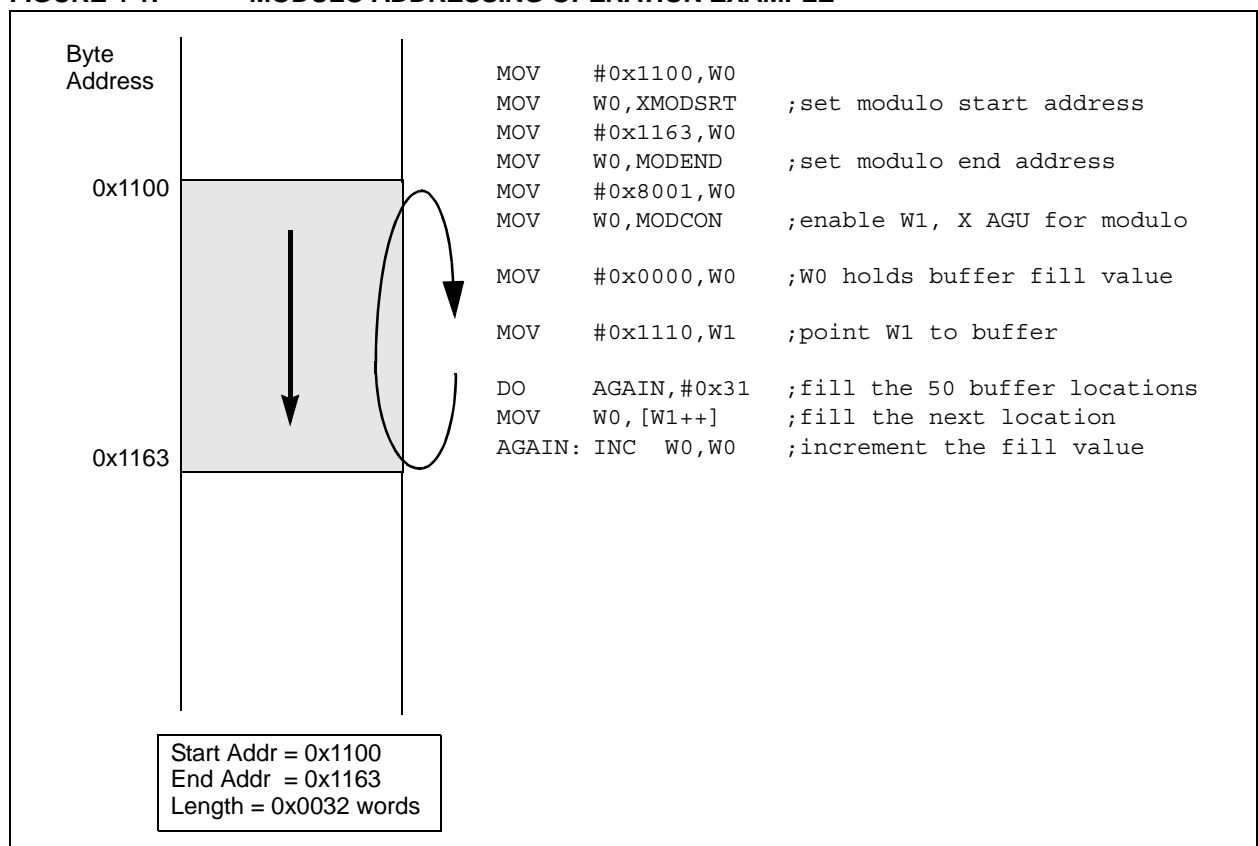 Byte
Address
0x1100
0x1163
MOV #0x1100,W0
MOV W0,XMODSRT ;set modulo start address
MOV #0x1163,W0
MOV W0,MODEND ;set modulo end address
MOV #0x8001,W0
MOV W0,MODCON ;enable W1, X AGU for modulo
MOV #0x0000,W0 ;W0 holds buffer fill value
MOV #0x1110,W1 ;point W1 to buffer
DO AGAIN,#0x31 ;fill the 50 buffer locations
MOV W0,[W1++] ;fill the next location
AGAIN: INC W0,W0 ;increment the fill value
Start Addr = 0x1100
End Addr = 0x1163
Length = 0x0032 words